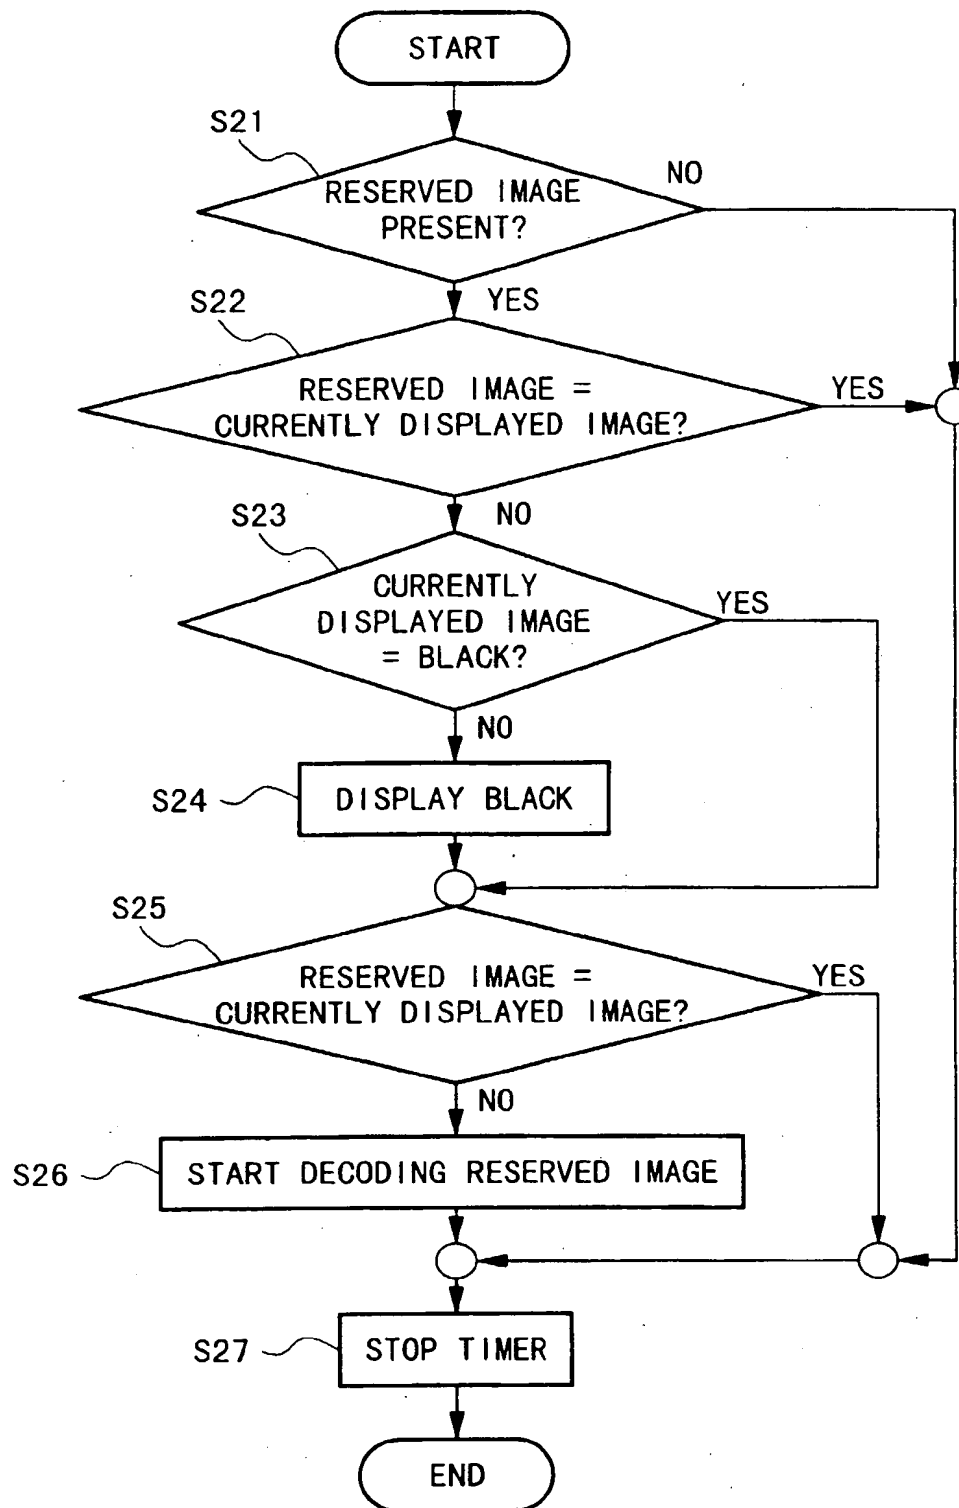 START
S21
RESERVED IMAGE
PRESENT?
NO
YES
S22
RESERVED IMAGE =
CURRENTLY DISPLAYED IMAGE?
YES
NO
S23
CURRENTLY
DISPLAYED IMAGE
= BLACK?
YES
NO
S24
DISPLAY BLACK
S25
RESERVED IMAGE =
CURRENTLY DISPLAYED IMAGE?
YES
NO
S26
START DECODING RESERVED IMAGE
S27
STOP TIMER
END